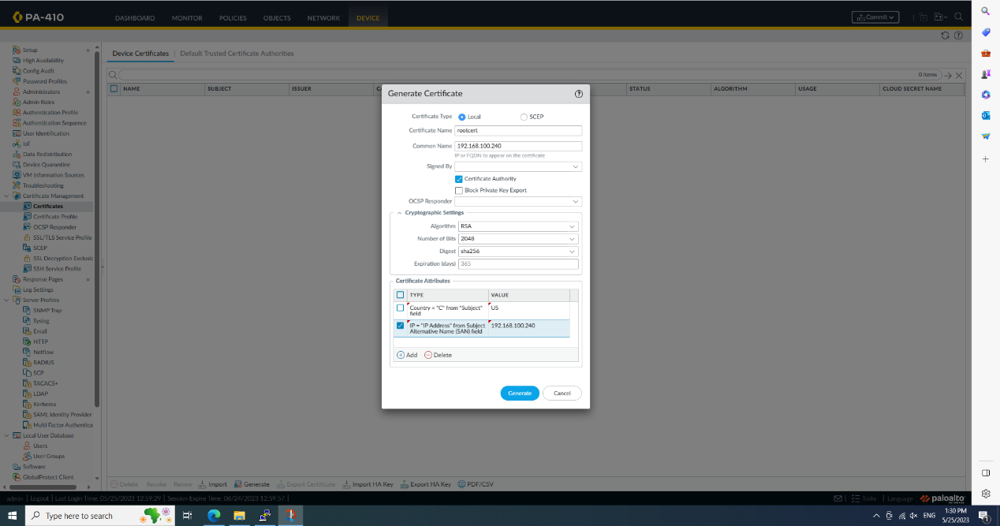 PA-410
DASHBOARD
MONITOR
POLICIES
OBJECTS
NETWORK
DEVICE
Commit
Setup
High Availability
Config Audit
Password Profiles
Administrators
Admin Roles
Authentication Profile
Authentication Sequence
User Identification
IoT
Data Redistribution
Device Quarantine
VM Information Sources
Troubleshooting
Certificate Management
Certificates
Certificate Profile
OCSP Responder
SSL/TLS Service Profile
SCEP
SSL Decryption Exclusic
SSH Service Profile
Response Pages
Log Settings
Server Profiles
SNMP Trap
Syslog
Email
HTTP
Netflow
RADIUS
SCP
TACACS+
LDAP
Kerberos
SAML Identity Provider
Multi Factor Authentica
Local User Database
Users
User Groups
Software
GlobalProtect Client
Device Certificates
Default Trusted Certificate Authorities
0 items
NAME
SUBJECT
ISSUER
STATUS
ALGORITHM
USAGE
CLOUD SECRET NAME
Generate Certificate
Certificate Type
Local
SCEP
Certificate Name
rootcert
Common Name
192.168.100.240
IP or FQDN to appear on the certificate
Signed By
Certificate Authority
Block Private Key Export
OCSP Responder
Cryptographic Settings
Algorithm
RSA
Number of Bits
2048
Digest
sha256
Expiration (days)
365
Certificate Attributes
TYPE
VALUE
Country = "C" from "Subject"
field
US
IP = "IP Address" from Subject
Alternative Name (SAN) field
192.168.100.240
Add
Delete
Generate
Cancel
Delete
Revoke
Renew
Import
Generate
Export Certificate
Import HA Key
Export HA Key
PDF/CSV
admin | Logout | Last Login Time: 05/25/2023 12:59:29 | Session Expire Time: 06/24/2023 12:59:57 |
Tasks | Language
paloalto
NETWORKS
Type here to search
ENG
1:30 PM
5/25/2023
1